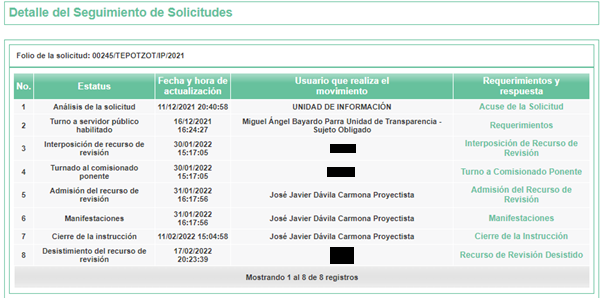 Detalle del Seguimiento de Solicitudes
Folio de la solicitud: 00245/TEPOTZOT/IP/2021
No. Estatus Fecha y hora de actualización Usuario que realiza el movimiento Requerimientos y respuesta
1 Análisis de la solicitud 11/12/2021 20:40:58 UNIDAD DE INFORMACIÓN Acuse de la Solicitud
2 Turno a servidor público habilitado 16/12/2021 16:24:27 Miguel Ángel Bayardo Parra Unidad de Transparencia - Sujeto Obligado Requerimientos
3 Interposición de recurso de revisión 30/01/2022 15:17:05 Interposición de Recurso de Revisión
4 Turnado al comisionado ponente 30/01/2022 15:17:05 Turno a Comisionado Ponente
5 Admisión del recurso de revisión 31/01/2022 16:17:56 José Javier Dávila Carmona Proyectista Admisión del Recurso de Revisión
6 Manifestaciones 31/01/2022 16:17:56 José Javier Dávila Carmona Proyectista Manifestaciones
7 Cierre de la instrucción 11/02/2022 15:04:58 José Javier Dávila Carmona Proyectista Cierre de la Instrucción
8 Desistimiento del recurso de revisión 17/02/2022 20:23:39 Recurso de Revisión Desistido
Mostrando 1 al 8 de 8 registros